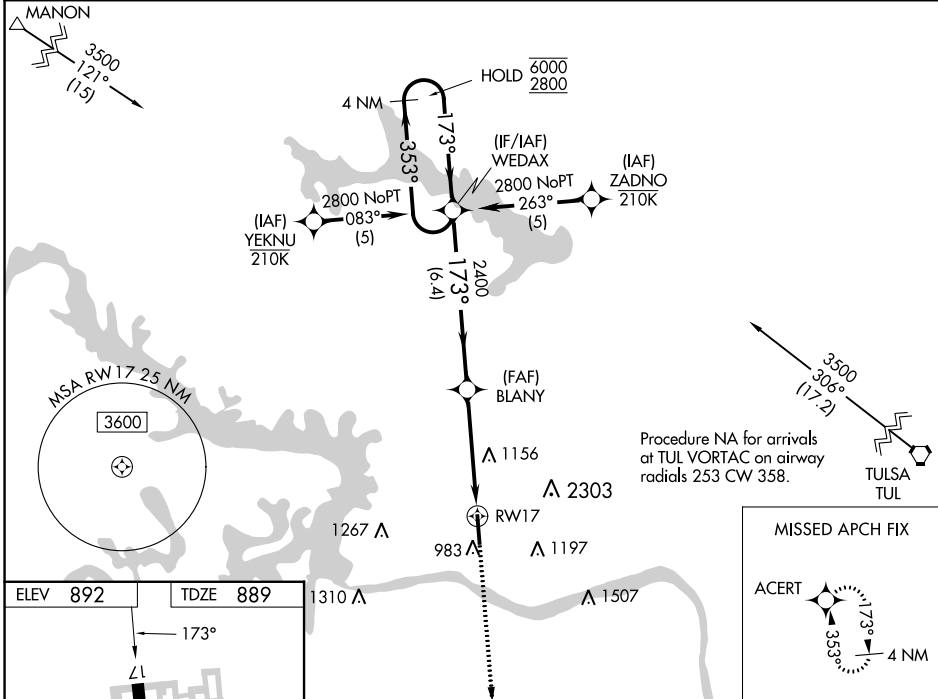 MANON
3500
121°
(15)
HOLD 6000
2800
4 NM
173°
353°
(IF/IAF)
WEDAX
(IAF)
ZADNO
210K
2800 NoPT
263°
(5)
2800 NoPT
083°
(5)
(IAF)
YEKNU
210K
2400
173°
(6.4)
MSA RW17 25 NM
3600
(FAF)
BLANY
3500
306°
(17.2)
TULSA
TUL
Procedure NA for arrivals
at TUL VORTAC on airway
radials 253 CW 358.
1156
2303
RW17
1267
983
1197
1310
1507
MISSED APCH FIX
ACERT
173°
353°
4 NM
ELEV 892
TDZE 889
173°
17